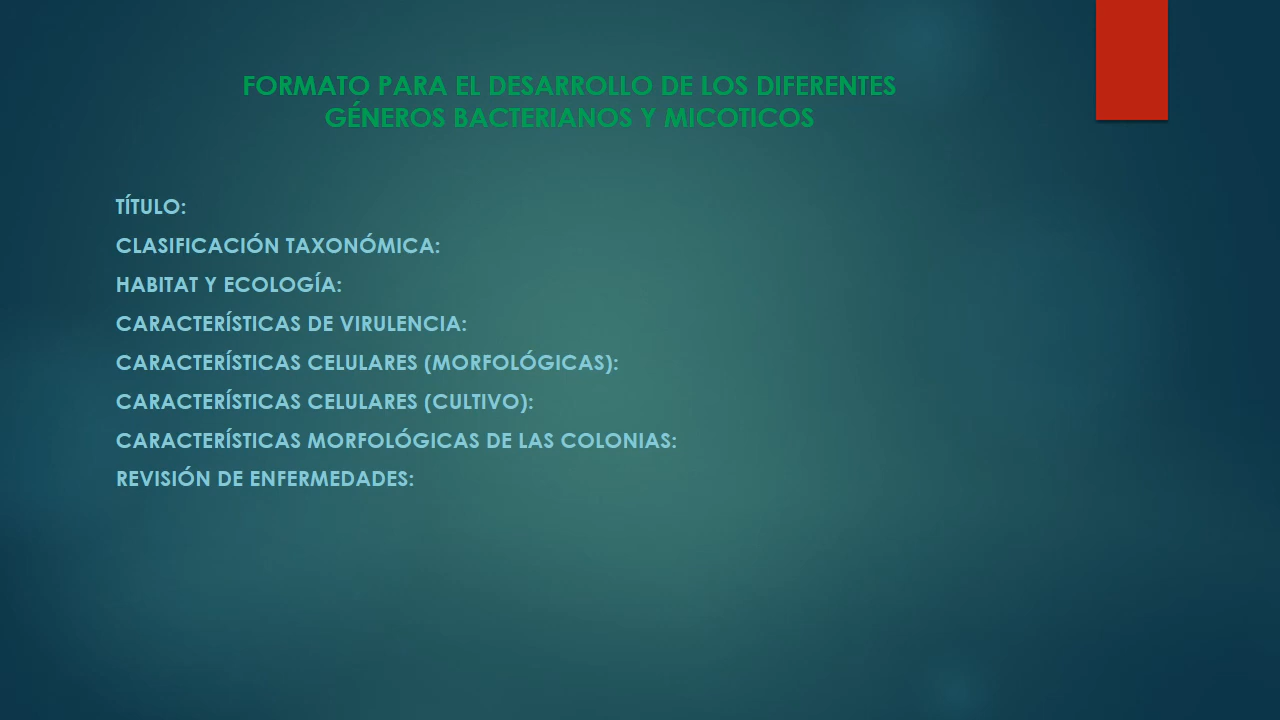 FORMATO PARA EL DESARROLLO DE LOS DIFERENTES
GÉNEROS BACTERIANOS Y MICOTICOS
TÍTULO:
CLASIFICACIÓN TAXONÓMICA:
HABITAT Y ECOLOGÍA:
CARACTERÍSTICAS DE VIRULENCIA:
CARACTERÍSTICAS CELULARES (MORFOLÓGICAS):
CARACTERÍSTICAS CELULARES (CULTIVO):
CARACTERÍSTICAS MORFOLÓGICAS DE LAS COLONIAS:
REVISIÓN DE ENFERMEDADES: